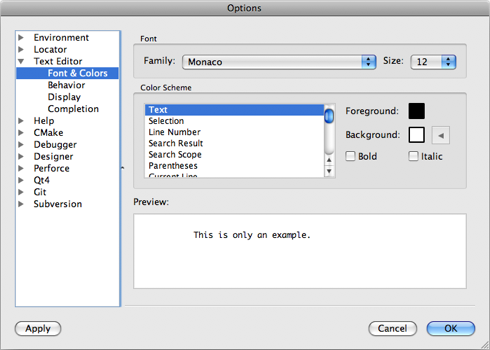 Options
Environment
Locator
Text Editor
Font & Colors
Behavior
Display
Completion
Help
CMake
Debugger
Designer
Perforce
Qt4
Git
Subversion
Font
Family: Monaco Size: 12
Color Scheme
Text
Selection
Line Number
Search Result
Search Scope
Parentheses
Current Line
Foreground:
Background:
Bold Italic
Preview:
This is only an example.
Apply Cancel OK